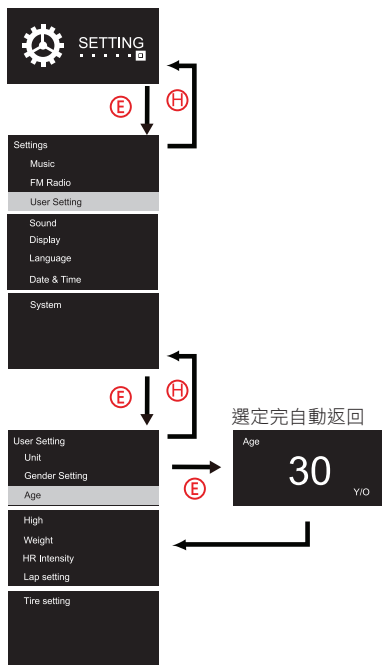 SETTING
Ⓔ
Ⓗ
Settings
Music
FM Radio
User Setting
Sound
Display
Language
Date & Time
System
Ⓔ
Ⓗ
User Setting
Unit
Gender Setting
Age
High
Weight
HR Intensity
Lap setting
Tire setting
Ⓔ
選定完自動返回
Age
30
Y/O